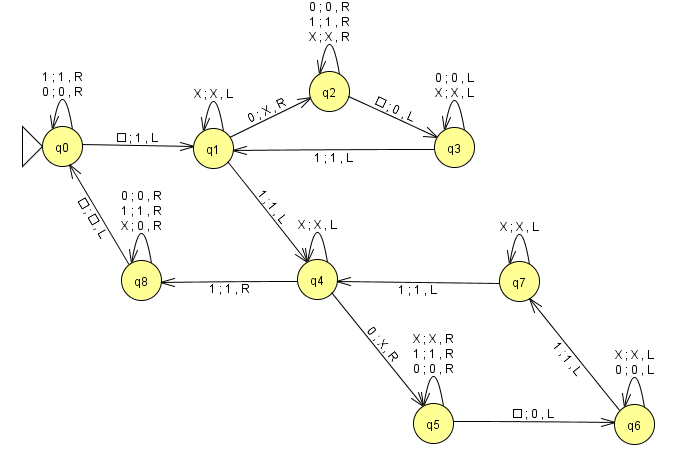 0 ; 0 , R
1 ; 1 , R
X ; X , R
q2
1 ; 1 , R
0 ; 0 , R
q0
□ ; 1 , L
X ; X , L
q1
0 ; X , R
□ ; 0 , L
0 ; 0 , L
X ; X , L
q3
1 ; 1 , L
□ ; □ , L
0 ; 0 , R
1 ; 1 , R
X ; 0 , R
q8
1 ; 1 , L
X ; X , L
q4
1 ; 1 , R
X ; X , L
q7
1 ; 1 , L
0 ; X , R
X ; X , R
1 ; 1 , R
0 ; 0 , R
q5
□ ; 0 , L
1 ; 1 , L
X ; X , L
0 ; 0 , L
q6